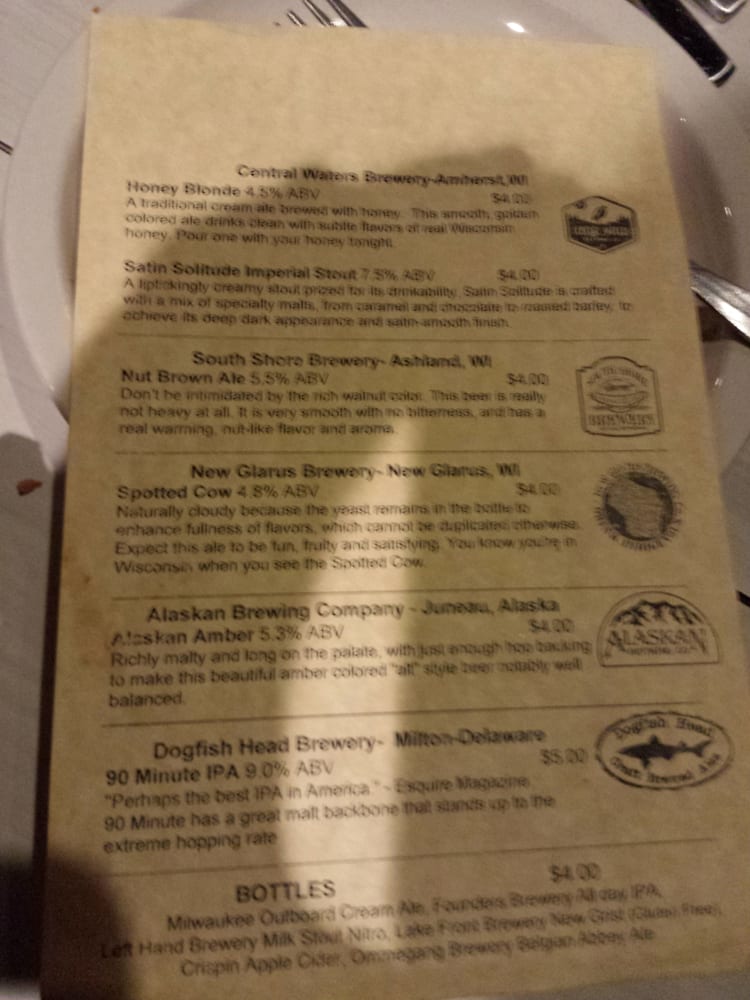 Central Waters Brewery-Amherst, WI
Honey Blonde 4.5% ABV $4.00
A traditional cream ale brewed with honey. This smooth, golden
colored ale drinks clean with subtle flavors of real Wisconsin
honey. Pour one with your honey tonight.
Satin Solitude Imperial Stout 7.5% ABV $4.00
A liptickingly creamy stout prized for its drinkability, Satin Solitude is crafted
with a mix of specialty malts, from caramel and chocolate to roasted barley, to
achieve its deep dark appearance and satin-smooth finish.
South Shore Brewery- Ashland, WI
Nut Brown Ale 5.5% ABV $4.00
Don't be intimidated by the rich walnut color. This beer is really
not heavy at all. It is very smooth with no bitterness, and has a
real warming, nut-like flavor and aroma.
BREWERY
New Glarus Brewery- New Glarus, WI
Spotted Cow 4.8% ABV $4.00
Naturally cloudy because the yeast remains in the bottle to
enhance fullness of flavors, which cannot be duplicated otherwise.
Expect this ale to be fun, fruity and satisfying. You know you're in
Wisconsin when you see the Spotted Cow.
Alaskan Brewing Company - Juneau, Alaska
Alaskan Amber 5.3% ABV $4.00
Richly malty and long on the palate, with just enough hop backing
to make this beautiful amber colored "alt" style beer notably well
balanced.
ALASKAN
BREWING CO.
Dogfish Head Brewery- Milton-Delaware
90 Minute IPA 9.0% ABV $5.00
"Perhaps the best IPA in America." - Esquire Magazine.
90 Minute has a great malt backbone that stands up to the
extreme hopping rate
Dogfish Head
Craft Brewed Ales
BOTTLES $4.00
Milwaukee Outboard Cream Ale, Founders Brewery All day IPA,
Left Hand Brewery Milk Stout Nitro, Lake Front Brewery New Grist (Gluten Free),
Crispin Apple Cider, Ommegang Brewery Belgian Abbey Ale